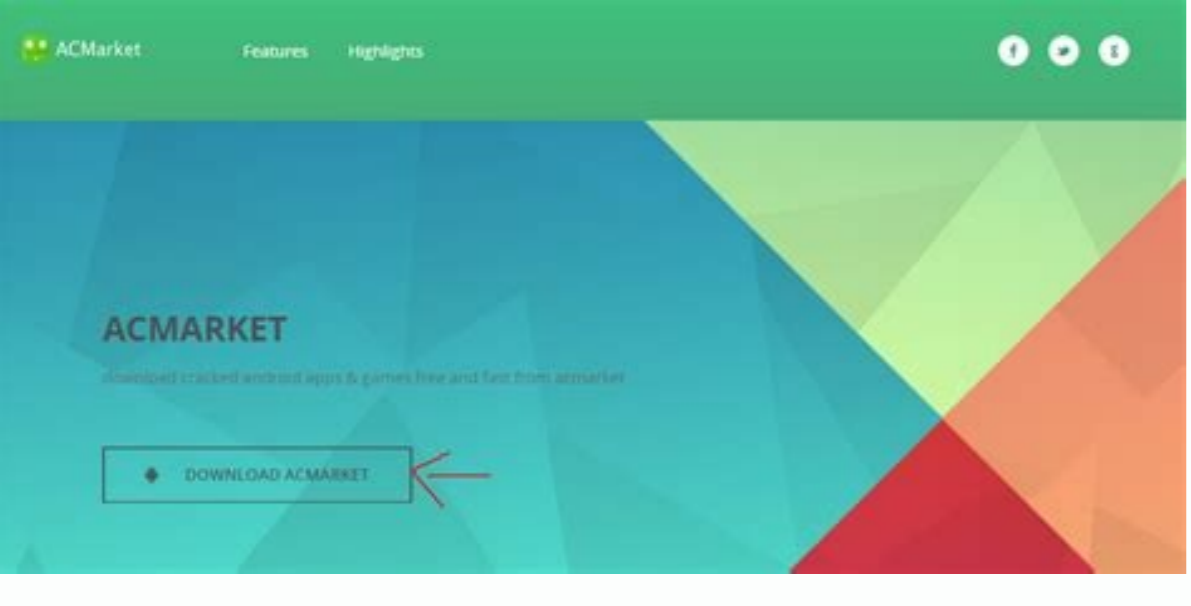 ACMarket
Features
Highlights
f
g
ACMARKET
download cracked android apps & games free and fast from acmarket
DOWNLOAD ACMARKET